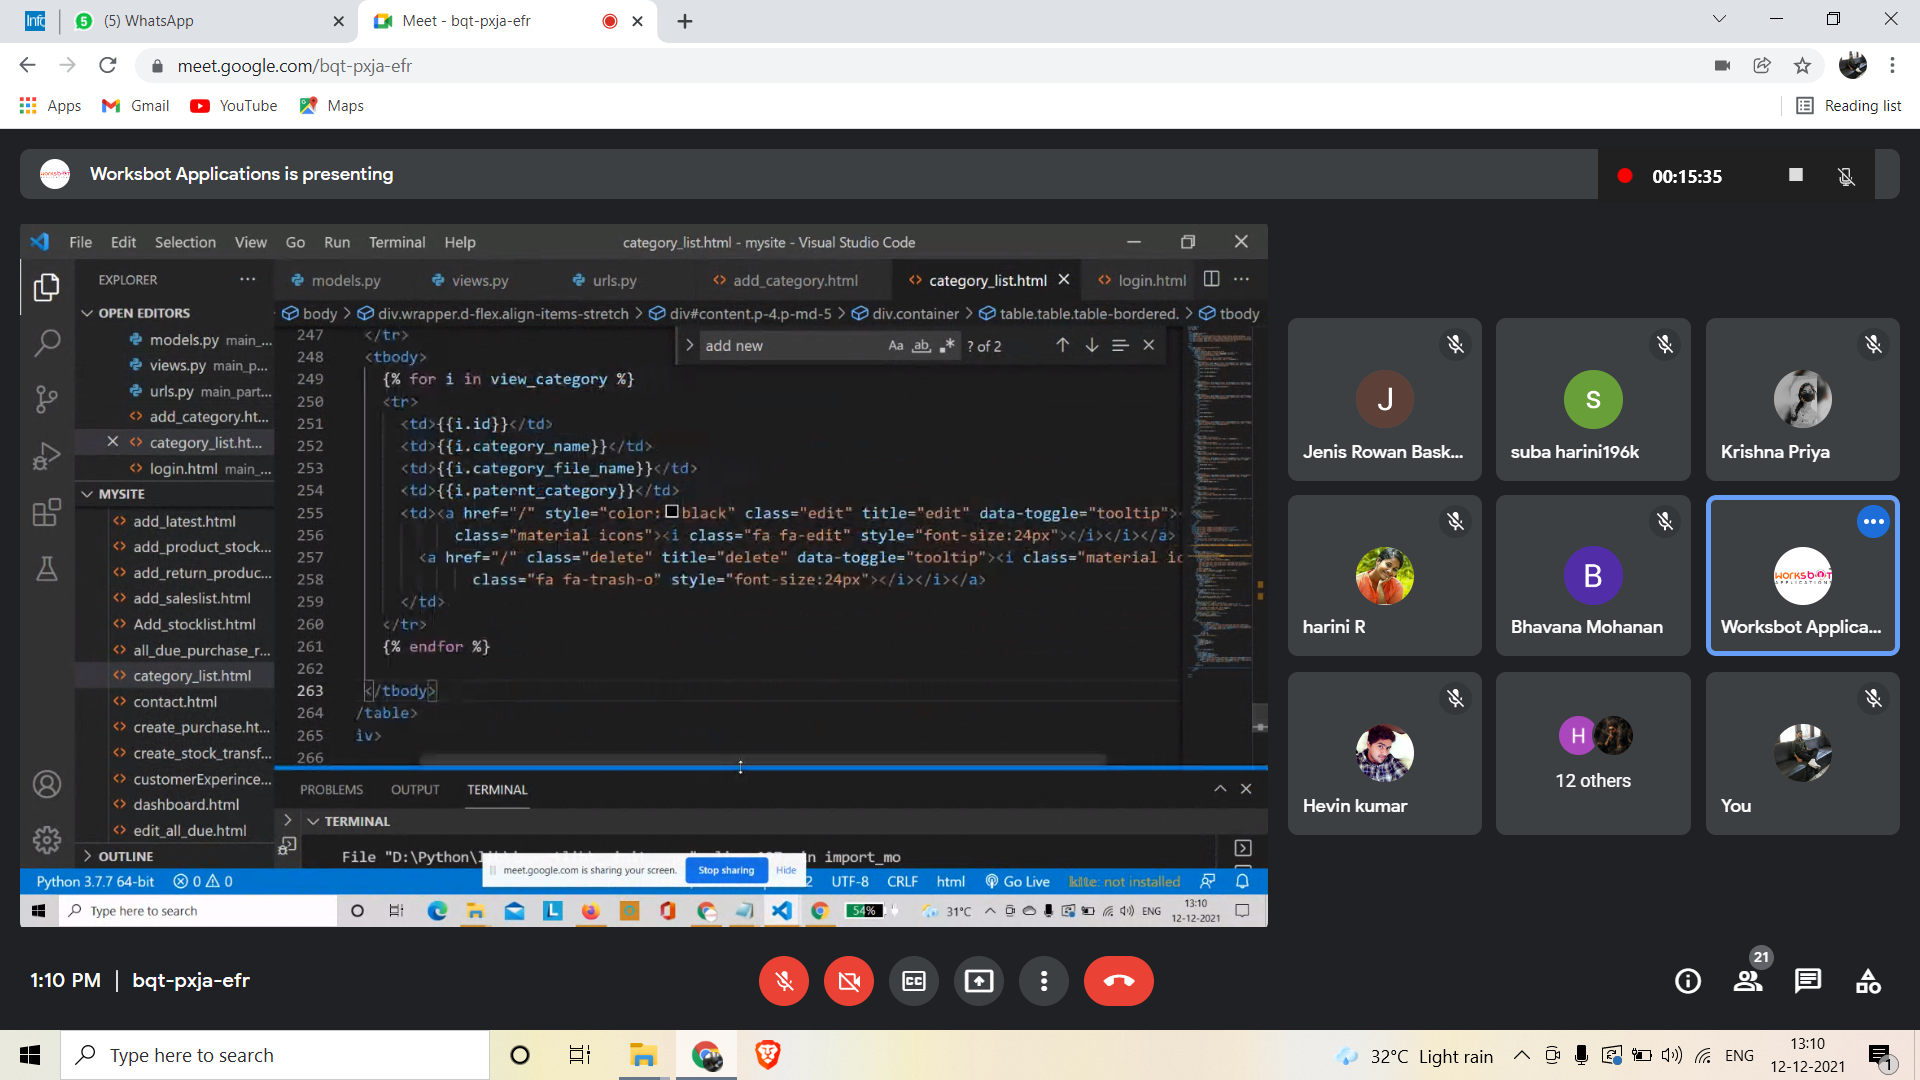 (5) WhatsApp
Meet - bqt-pxja-efr
meet.google.com/bqt-pxja-efr
Apps
Gmail
YouTube
Maps
Reading list
Worksbot Applications is presenting
00:15:35
File Edit Selection View Go Run Terminal Help
category_list.html - mysite - Visual Studio Code
EXPLORER
models.py
views.py
urls.py
add_category.html
category_list.html
login.html
OPEN EDITORS
models.py main_...
views.py main_p...
urls.py main_part...
add_category.ht...
category_list.ht...
login.html main_...
MYSITE
add_latest.html
add_product_stock...
add_return_produc...
add_saleslist.html
Add_stocklist.html
all_due_purchase_r...
category_list.html
contact.html
create_purchase.ht...
create_stock_transf...
customerExperince...
dashboard.html
edit_all_due.html
OUTLINE
body > div.wrapper.d-flex.align-items-stretch > div#content.p-4.p-md-5 > div.container > table.table.table-bordered. > tbody
add new
Aa
ab
? of 2
247 </tr>
248 <tbody>
249 {% for i in view_category %}
250 <tr>
251 <td>{{i.id}}</td>
252 <td>{{i.category_name}}</td>
253 <td>{{i.category_file_name}}</td>
254 <td>{{i.paternt_category}}</td>
255 <td><a href="/" style="color:black" class="edit" title="edit" data-toggle="tooltip"><
256 class="material icons"><i class="fa fa-edit" style="font-size:24px"></i></i></a>
257 <a href="/" class="delete" title="delete" data-toggle="tooltip"><i class="material ic
258 class="fa fa-trash-o" style="font-size:24px"></i></i></a>
259 </td>
260 </tr>
261 {% endfor %}
262
263 </tbody>
264 /table>
265 iv>
266
PROBLEMS OUTPUT TERMINAL
TERMINAL
File "D:\Python\
in import_mo
meet.google.com is sharing your screen.
Stop sharing
Hide
Python 3.7.7 64-bit
0
0
UTF-8
CRLF
html
Go Live
kite: not installed
Type here to search
54%
31°C
ENG
13:10
12-12-2021
J
Jenis Rowan Bask...
S
suba harini196k
Krishna Priya
harini R
B
Bhavana Mohanan
worksbot
APPLICATIONS
Worksbot Applica...
Hevin kumar
H
12 others
You
1:10 PM | bqt-pxja-efr
CC
21
Type here to search
32°C Light rain
ENG
13:10
12-12-2021
1